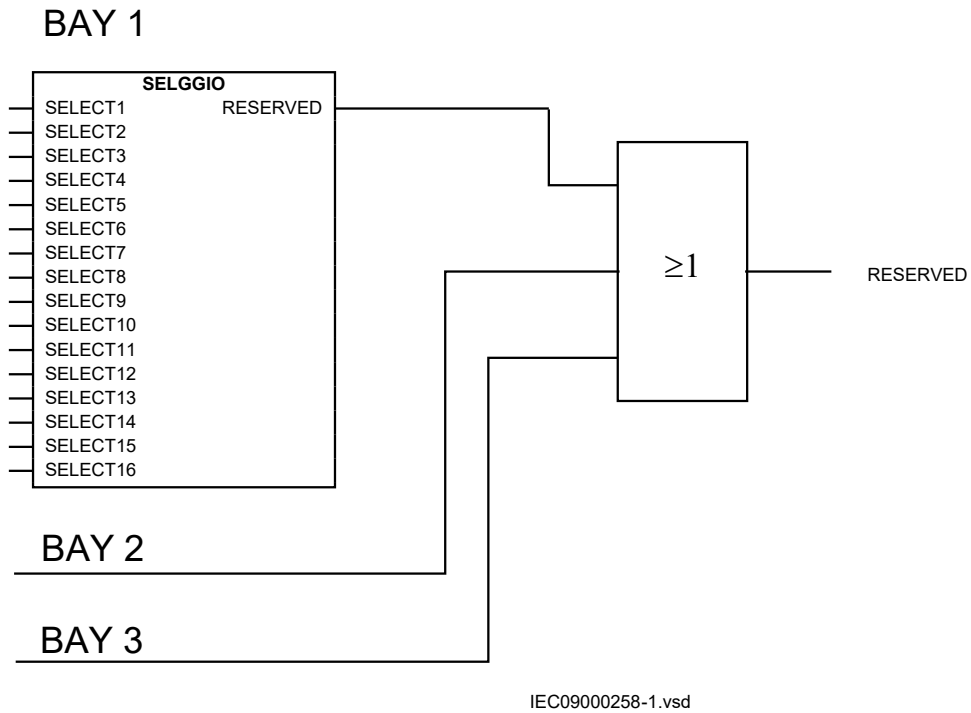 BAY 1
SELGGIO
SELECT1 RESERVED
SELECT2
SELECT3
SELECT4
SELECT5
SELECT6
SELECT7
SELECT8
SELECT9
SELECT10
SELECT11
SELECT12
SELECT13
SELECT14
SELECT15
SELECT16
≥1
RESERVED
BAY 2
BAY 3
IEC09000258-1.vsd